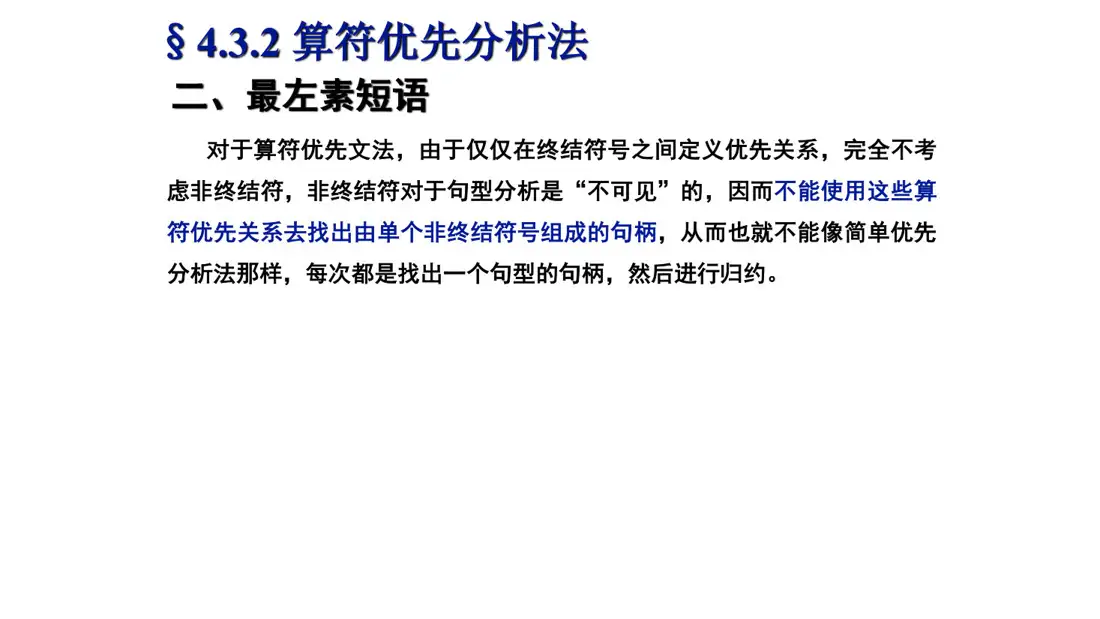 § 4.3.2 算符优先分析法
二、最左素短语
对于算符优先文法，由于仅仅在终结符号之间定义优先关系，完全不考
虑非终结符，非终结符对于句型分析是“不可见”的，因而不能使用这些算
符优先关系去找出由单个非终结符号组成的句柄，从而也就不能像简单优先
分析法那样，每次都是找出一个句型的句柄，然后进行归约。